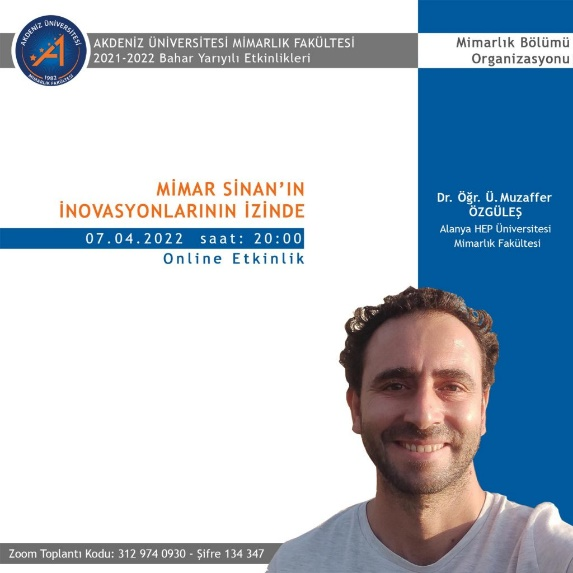 AKDENİZ ÜNİVERSİTESİ
A
1982
MİMARLIK FAKÜLTESİ
AKDENİZ ÜNİVERSİTESİ MİMARLIK FAKÜLTESİ
2021-2022 Bahar Yarıyılı Etkinlikleri
Mimarlık Bölümü
Organizasyonu
MİMAR SİNAN'IN
İNOVASYONLARININ İZİNDE
07.04.2022 saat: 20:00
Online Etkinlik
Dr. Öğr. Ü. Muzaffer
ÖZGÜLEŞ
Alanya HEP Üniversitesi
Mimarlık Fakültesi
Zoom Toplantı Kodu: 312 974 0930 - Şifre 134 347